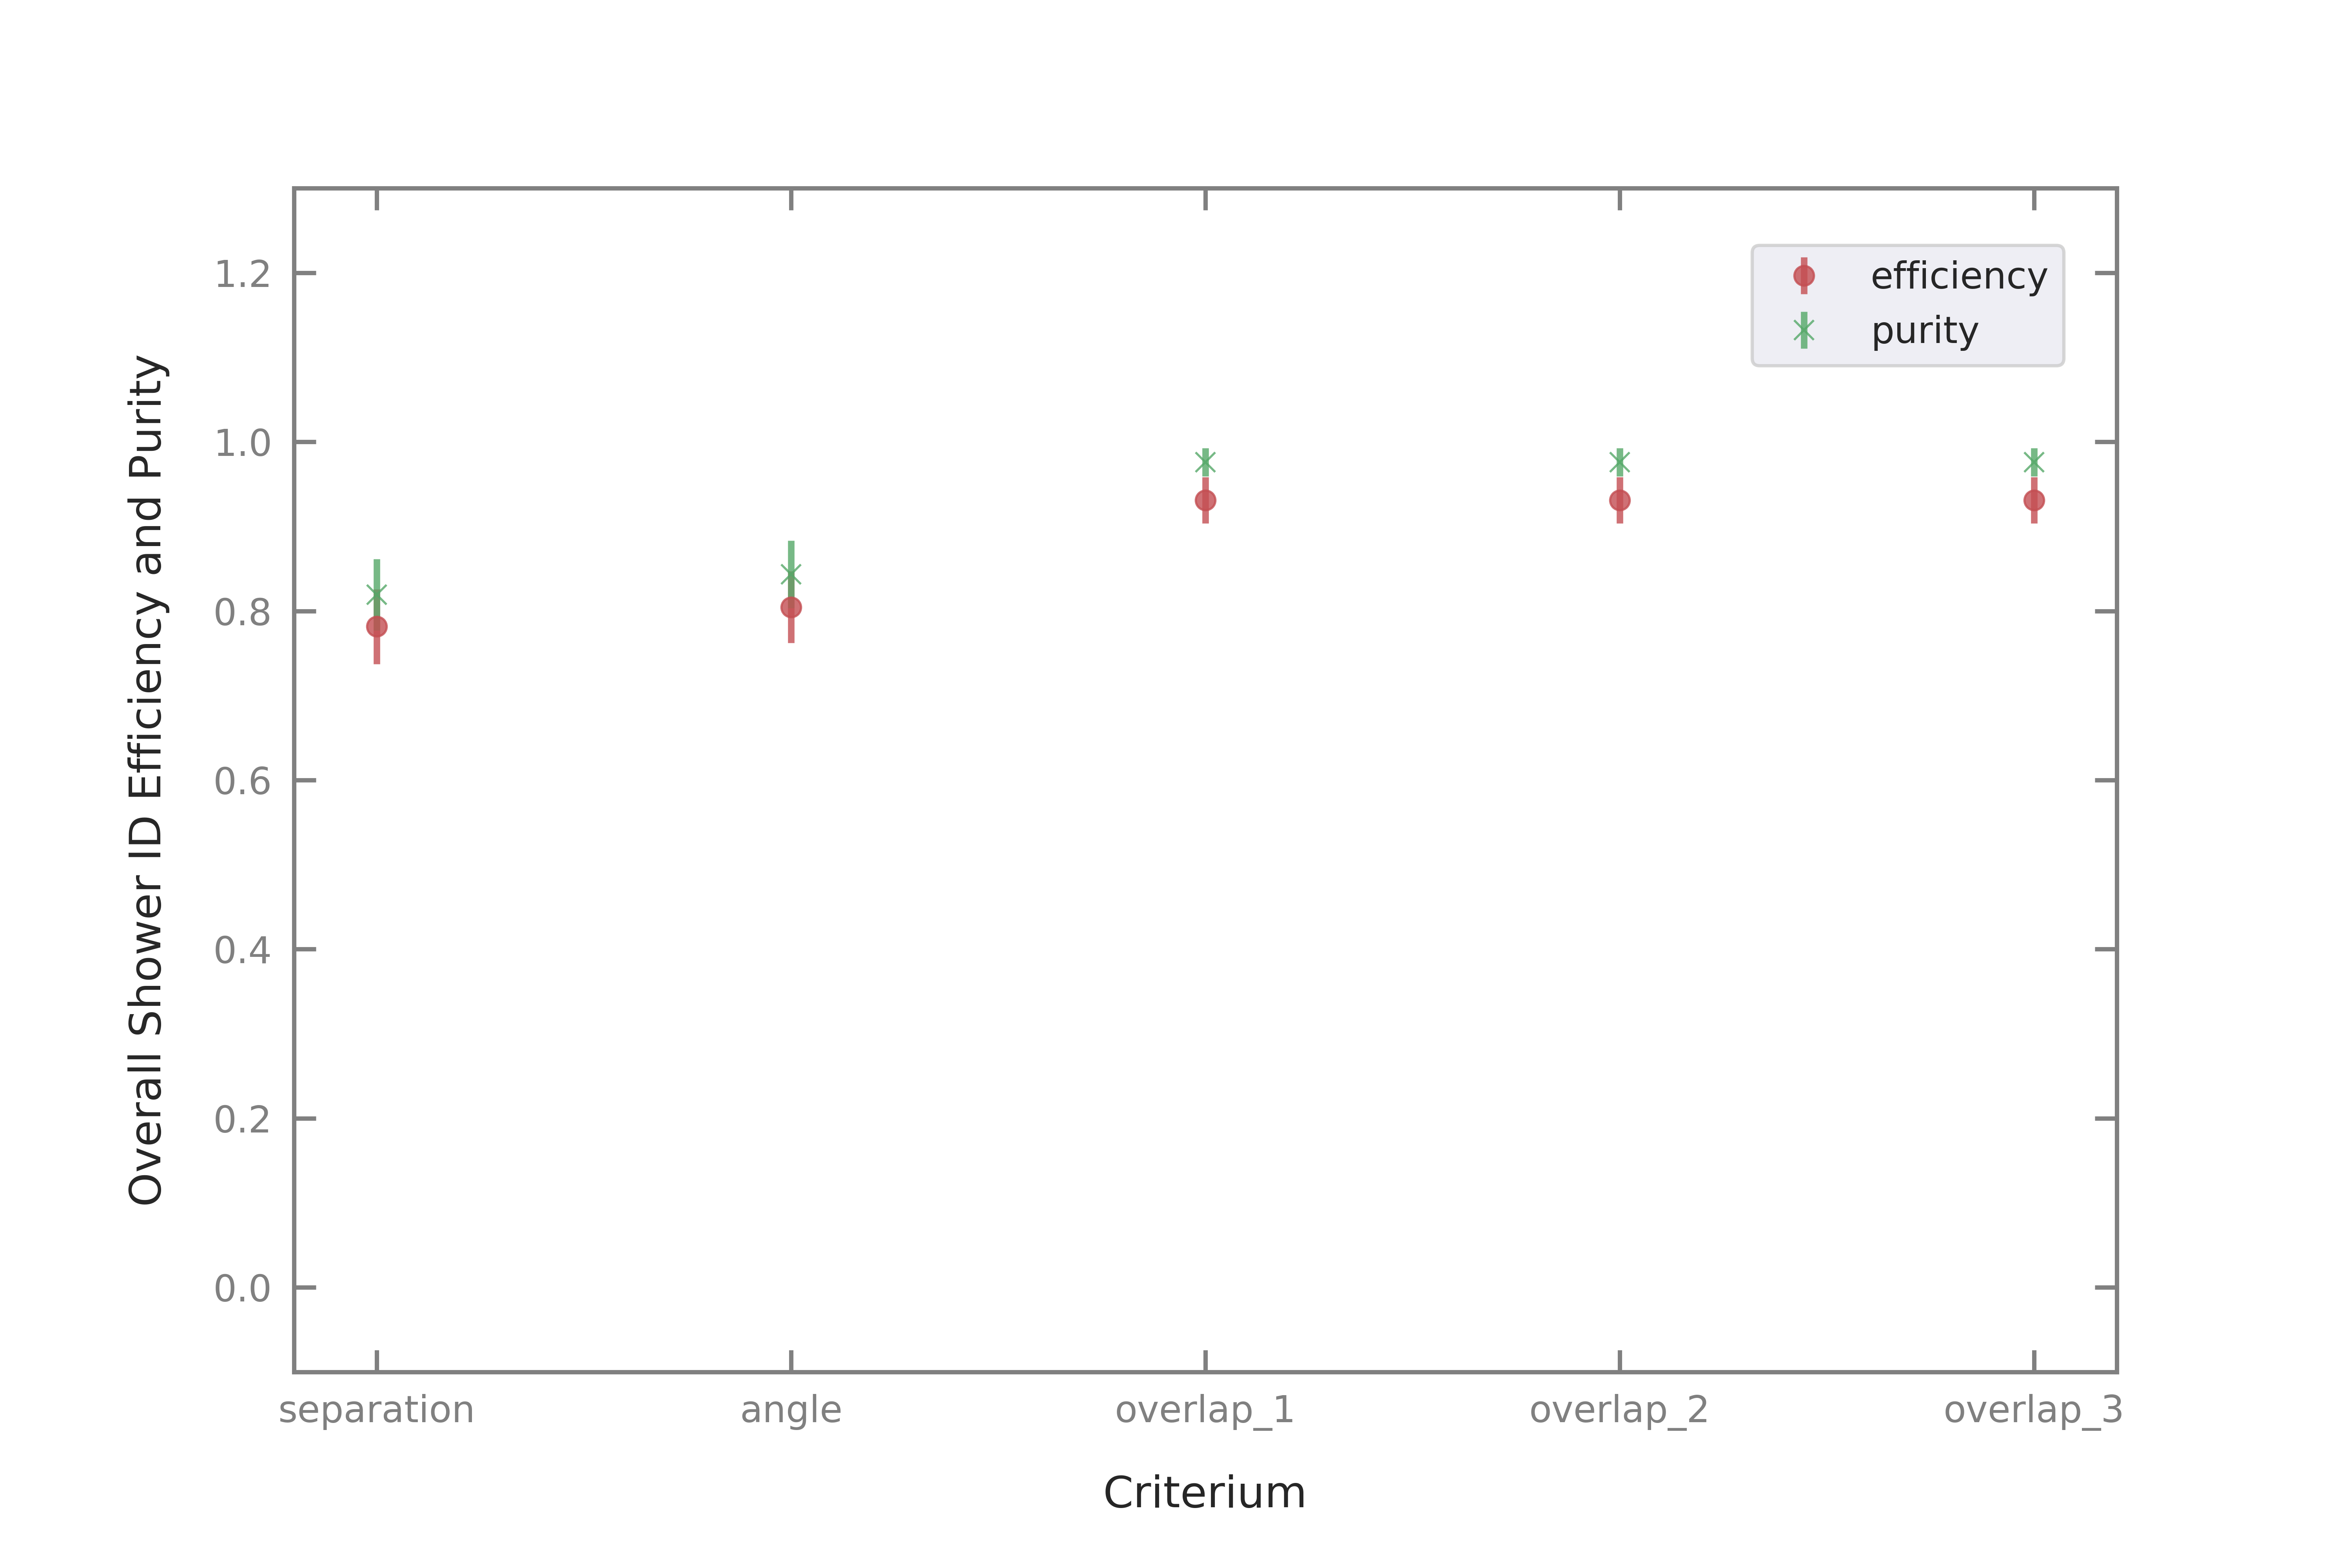 efficiency
purity
Overall Shower ID Efficiency and Purity
1.2
1.0
0.8
0.6
0.4
0.2
0.0
separation angle overlap_1 overlap_2 overlap_3
Criterium